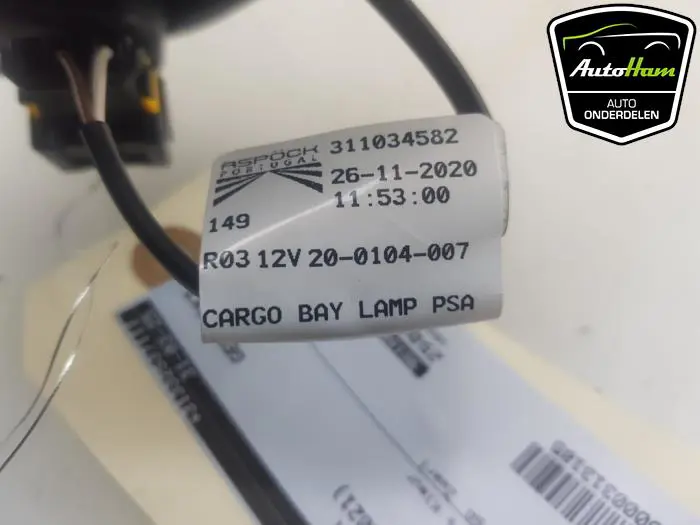 AutoHam
AUTO
ONDERDELEN
ASPÖCK
PORTUGAL
311034582
26-11-2020
11:53:00
149
R03 12V 20-0104-007
CARGO BAY LAMP PSA